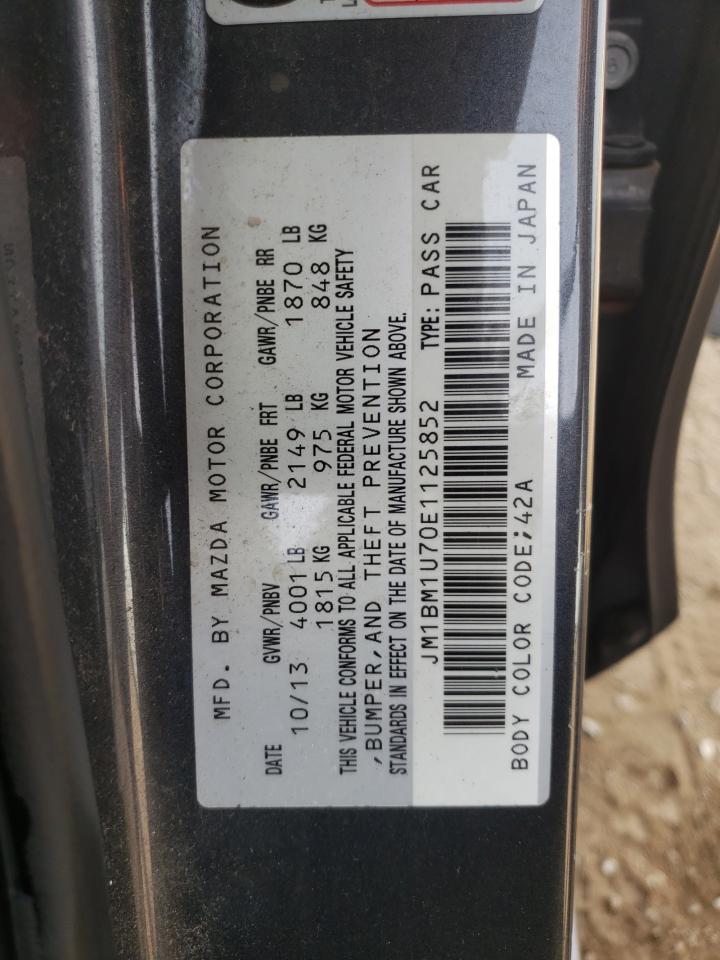 MFD. BY MAZDA MOTOR CORPORATION
DATE GVWR/PNBV GAWR/PNBE FRT GAWR/PNBE RR
10/13 4001 LB 2149 LB 1870 LB
1815 KG 975 KG 848 KG
THIS VEHICLE CONFORMS TO ALL APPLICABLE FEDERAL MOTOR VEHICLE SAFETY
,BUMPER,AND THEFT PREVENTION
STANDARDS IN EFFECT ON THE DATE OF MANUFACTURE SHOWN ABOVE.
JM1BM1U70E1125852 TYPE: PASS CAR
BODY COLOR CODE;42A MADE IN JAPAN